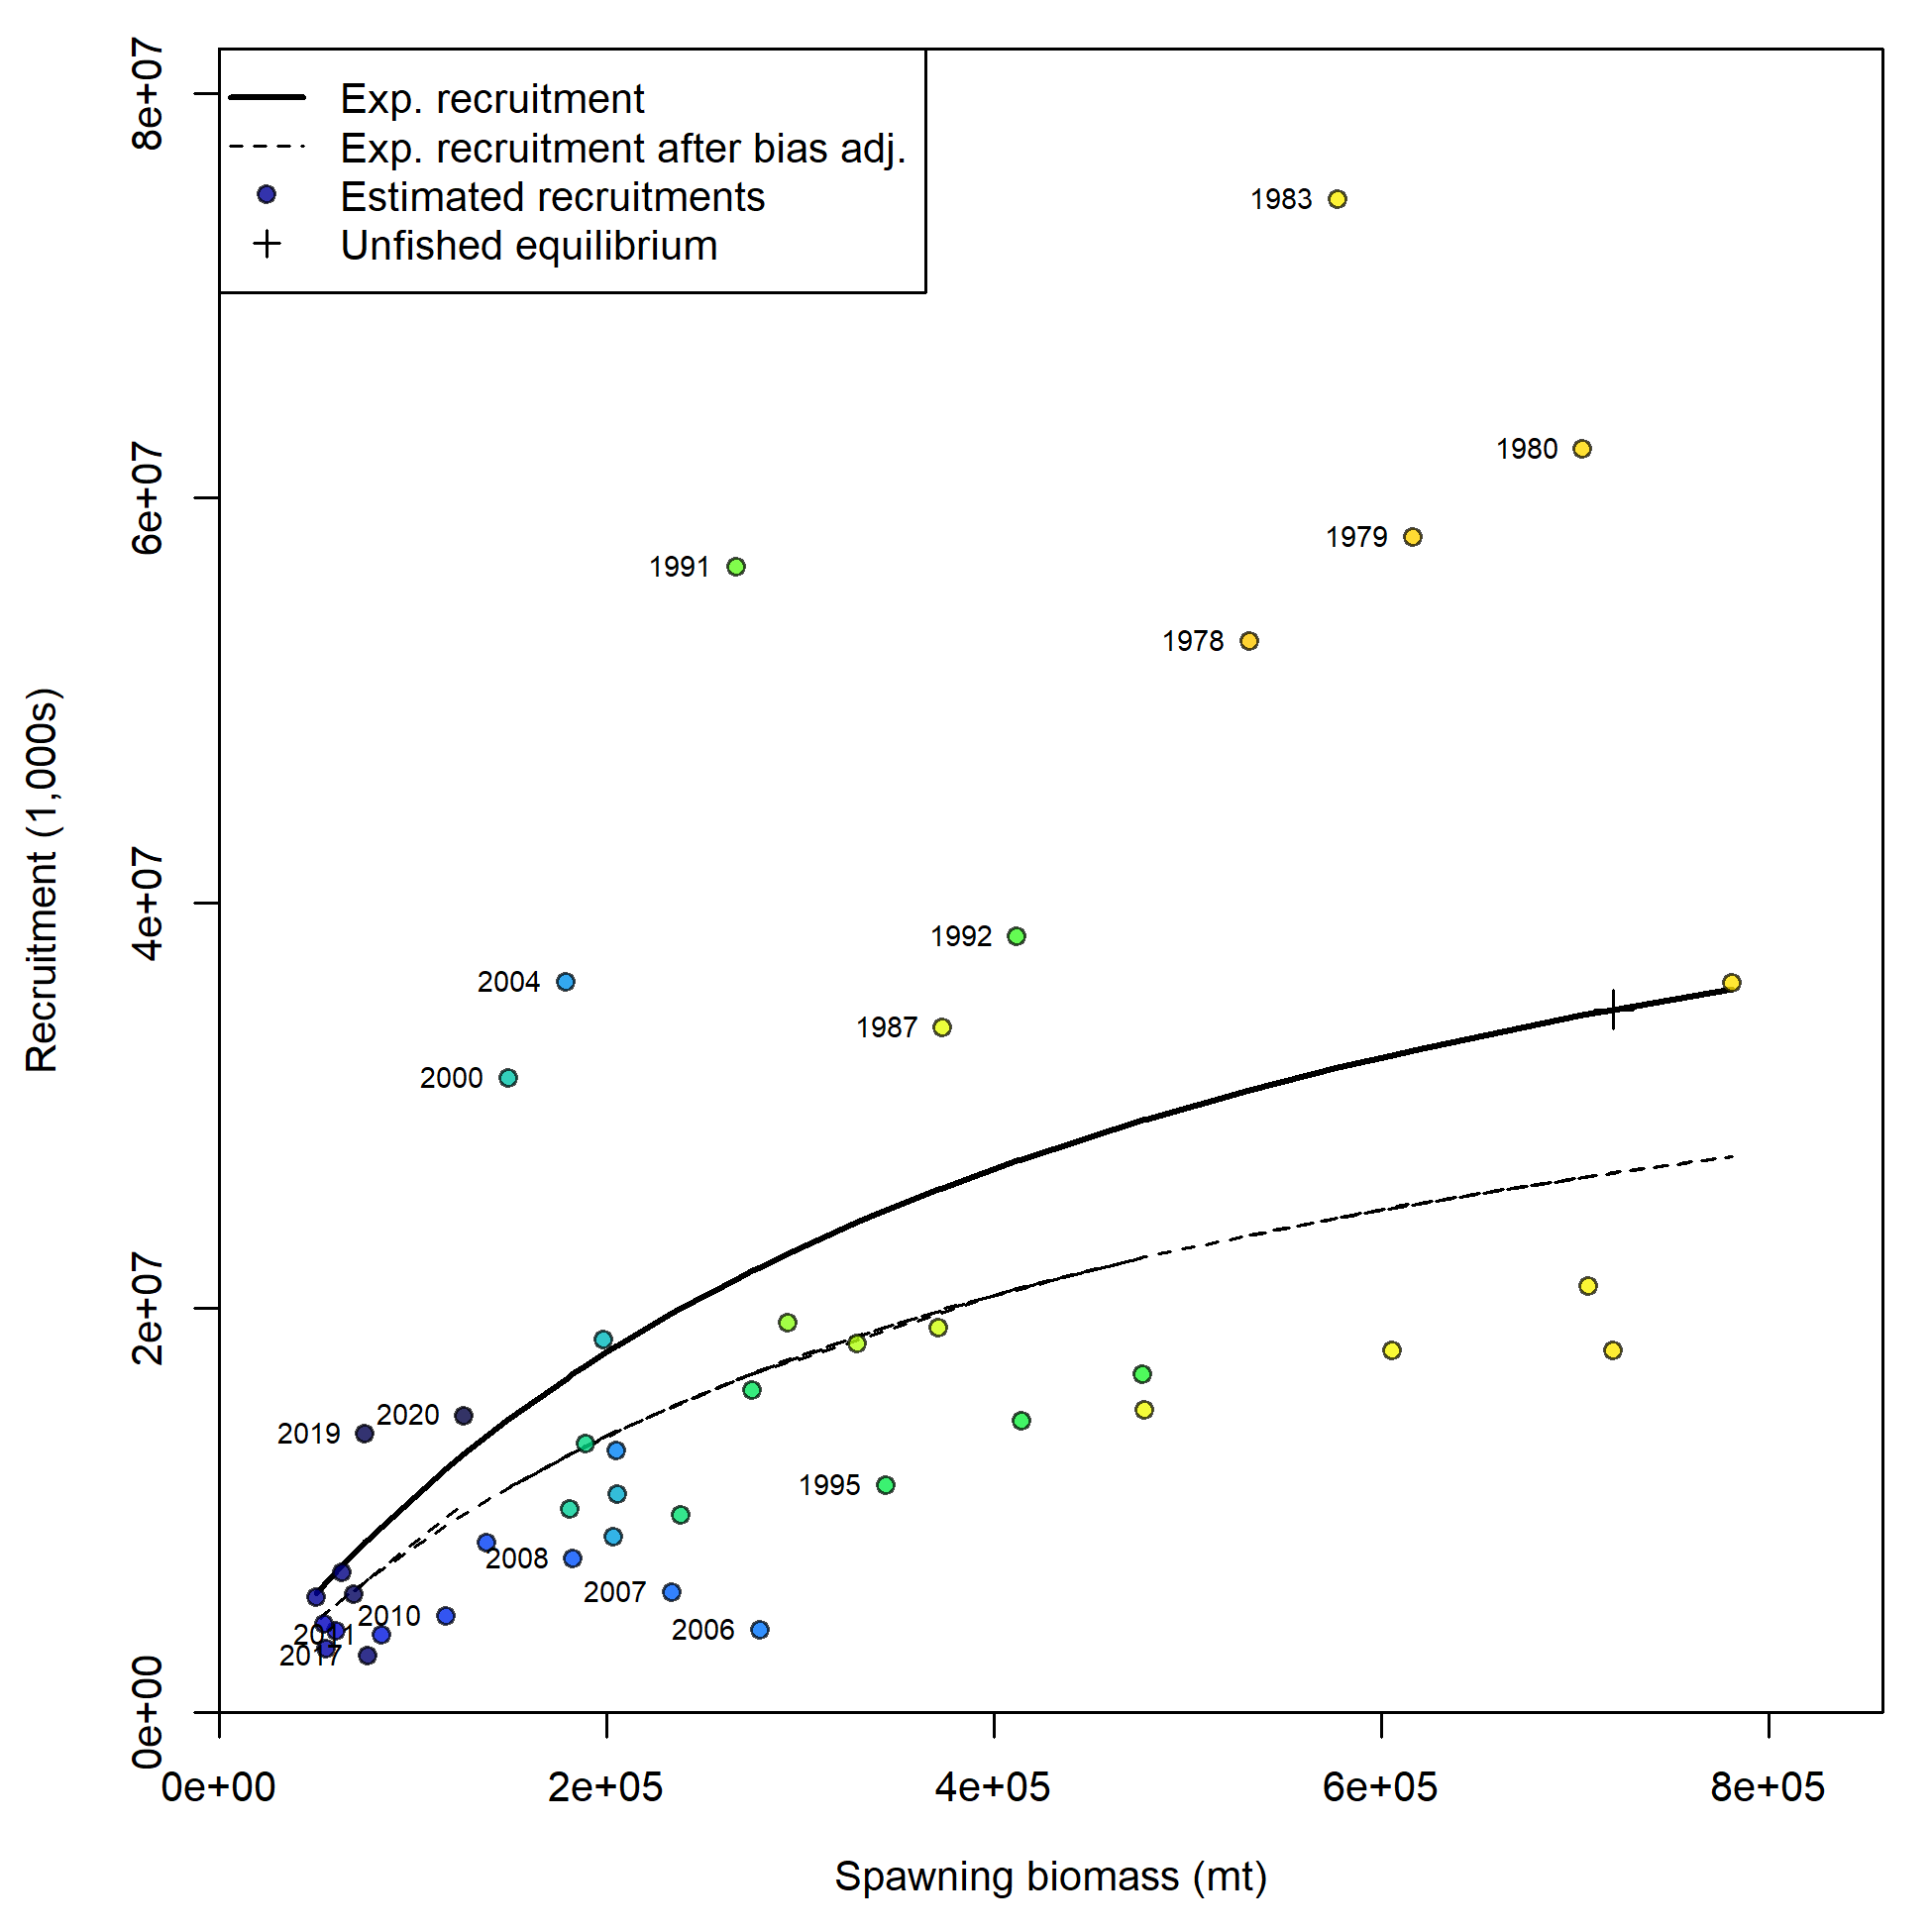 Exp. recruitment
Exp. recruitment after bias adj.
Estimated recruitments
Unfished equilibrium
8e+07
6e+07
4e+07
2e+07
0e+00
Recruitment (1,000s)
1983
1980
1979
1991
1978
1992
2004
1987
2000
2020
2019
1995
2008
2007
2010
2006
2011
2017
0e+00 2e+05 4e+05 6e+05 8e+05
Spawning biomass (mt)